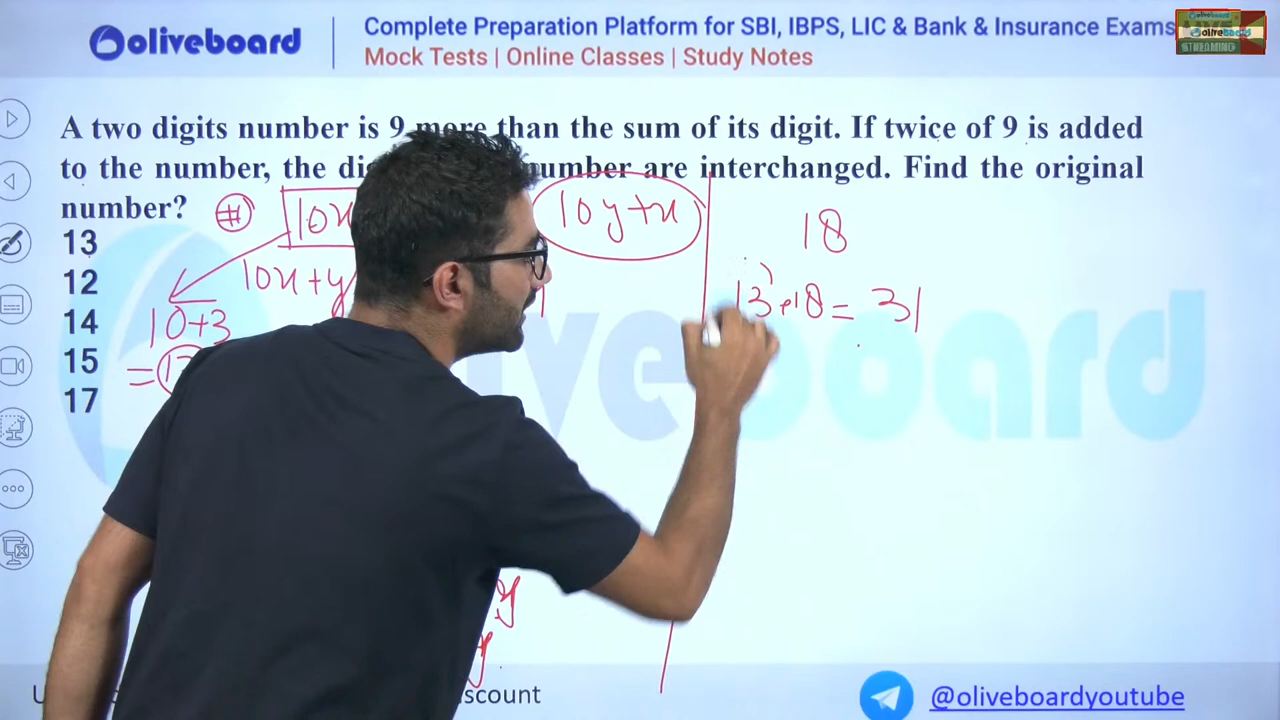 oliveboard
Complete Preparation Platform for SBI, IBPS, LIC & Bank & Insurance Exams
Mock Tests | Online Classes | Study Notes
oliveboard
STREAMING
A two digits number is 9 more than the sum of its digit. If twice of 9 is added
to the number, the number are interchanged. Find the original
number?
#
10x
10y+x
18
13
12
14
15
17
10x+y
13+18=31
10+3
=
y
y
@oliveboardyoutube